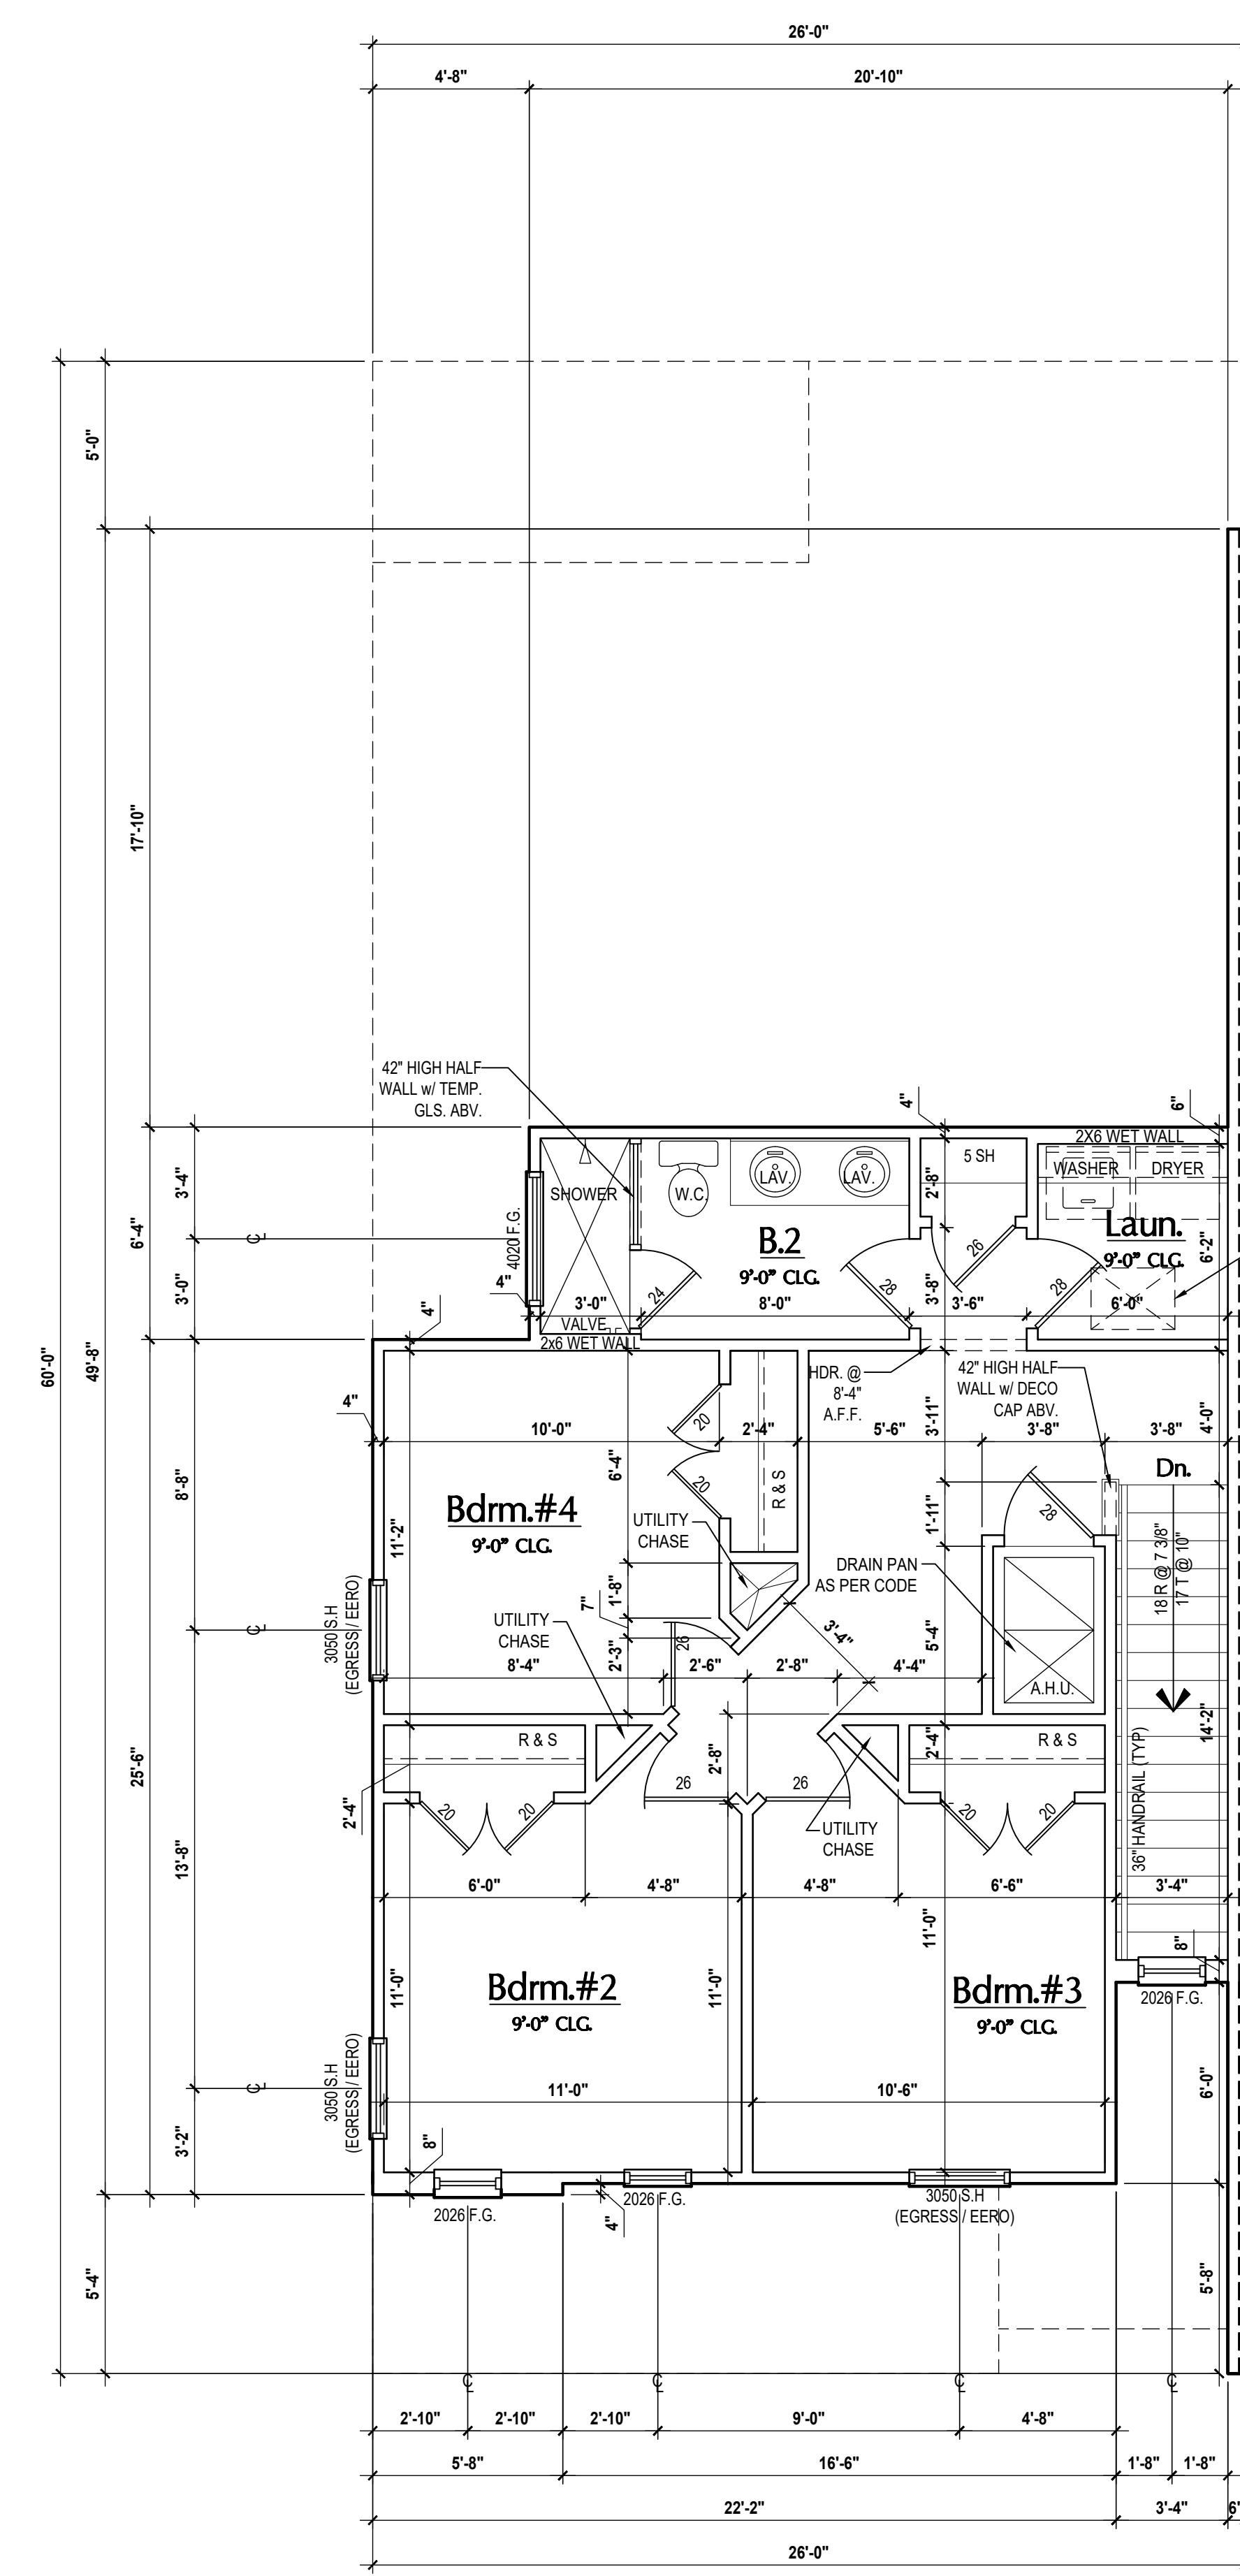 26'-0"
4'-8"
20'-10"
5'-0"
17'-10"
60'-0"
49'-8"
42" HIGH HALF
WALL w/ TEMP.
GLS. ABV.
4"
6"
2X6 WET WALL
5 SH
WASHER
DRYER
LAV.
LAV.
W.C.
SHOWER
2'-8"
3'-4"
6'-4"
3'-0"
4020 F.G.
B.2
9'-0" CLG.
Laun.
9'-0" CLG.
6'-2"
26
28
28
24
4"
4"
3'-0"
8'-0"
3'-8"
3'-6"
6'-0"
VALVE
2x6 WET WALL
HDR. @
8'-4"
A.F.F.
42" HIGH HALF
WALL w/ DECO
CAP ABV.
3'-11"
4'-0"
4"
10'-0"
2'-4"
5'-6"
3'-8"
3'-8"
20
20
6'-4"
R & S
Dn.
8'-8"
Bdrm.#4
9'-0" CLG.
11'-2"
UTILITY
CHASE
1'-11"
28
18 R @ 7 3/8"
17 T @ 10"
DRAIN PAN
AS PER CODE
3050 S.H
(EGRESS / EERO)
UTILITY
CHASE
7"
1'-8"
2'-3"
26
3'-4"
5'-4"
8'-4"
2'-6"
2'-8"
4'-4"
A.H.U.
14'-2"
R & S
2'-4"
R & S
2'-8"
26
26
25'-6"
2'-4"
20
20
20
20
UTILITY
CHASE
36" HANDRAIL (TYP)
13'-8"
6'-0"
4'-8"
4'-8"
6'-6"
3'-4"
11'-0"
8"
Bdrm.#2
9'-0" CLG.
11'-0"
11'-0"
Bdrm.#3
9'-0" CLG.
2026 F.G.
3050 S.H
(EGRESS / EERO)
11'-0"
10'-6"
6'-0"
3'-2"
8"
2026 F.G.
2026 F.G.
4"
3050 S.H
(EGRESS / EERO)
5'-4"
5'-8"
2'-10"
2'-10"
2'-10"
9'-0"
4'-8"
5'-8"
16'-6"
1'-8"
1'-8"
22'-2"
3'-4"
6"
26'-0"